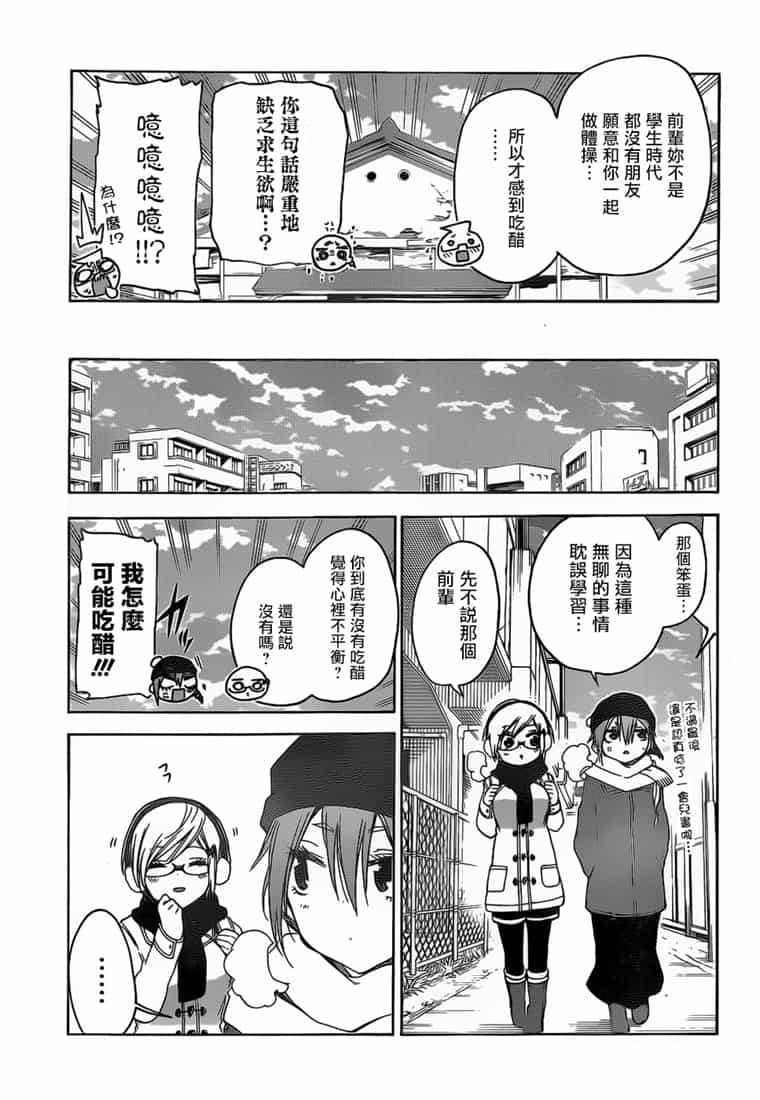 前輩妳不是
學生時代
都沒有朋友
願意和你一起
做體操…
所以才感到吃醋
……
你這句話嚴重地
缺乏求生欲啊…?
噫噫噫噫!!?
為什麼!?
那個笨蛋…
因為這種
無聊的事情
耽誤學習…
不過最後
還是認真唸了一會兒書啦…
先不說那個
前輩
你到底有沒有吃醋
覺得心裡不平衡?
還是說
沒有嗎?
我怎麼
可能吃醋!!!
……